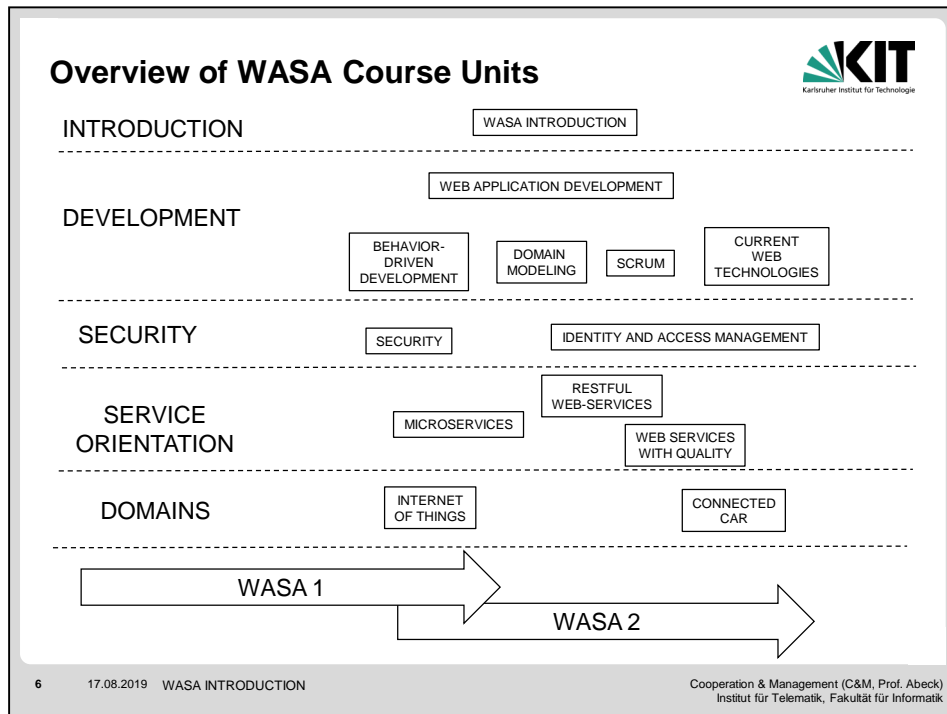 Overview of WASA Course Units
KIT
Karlsruher Institut für Technologie
INTRODUCTION
WASA INTRODUCTION
WEB APPLICATION DEVELOPMENT
DEVELOPMENT
BEHAVIOR-
DRIVEN
DEVELOPMENT
DOMAIN
MODELING
SCRUM
CURRENT
WEB
TECHNOLOGIES
SECURITY
SECURITY
IDENTITY AND ACCESS MANAGEMENT
SERVICE
ORIENTATION
MICROSERVICES
RESTFUL
WEB-SERVICES
WEB SERVICES
WITH QUALITY
DOMAINS
INTERNET
OF THINGS
CONNECTED
CAR
WASA 1
WASA 2
6 17.08.2019 WASA INTRODUCTION
Cooperation & Management (C&M, Prof. Abeck)
Institut für Telematik, Fakultät für Informatik